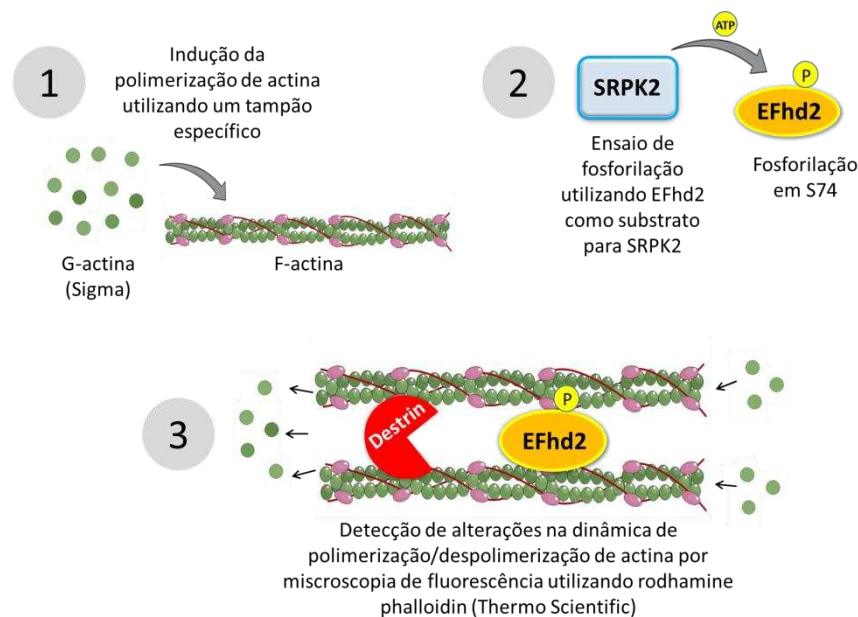 1
Indução da
polimerização de actina
utilizando um tampão
específico
G-actina
(Sigma)
F-actina
2
ATP
SRPK2
P
EFhd2
Ensaio de
fosforilação
utilizando EFhd2
como substrato
para SRPK2
Fosforilação
em S74
3
Destrin
P
EFhd2
Detecção de alterações na dinâmica de
polimerização/despolimerização de actina por
miscroscopia de fluorescência utilizando rodhamine
phalloidin (Thermo Scientific)